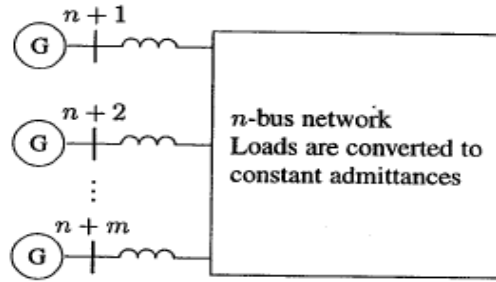 n + 1
G
n + 2
G
n-bus network
Loads are converted to
constant admittances
⋮
n + m
G